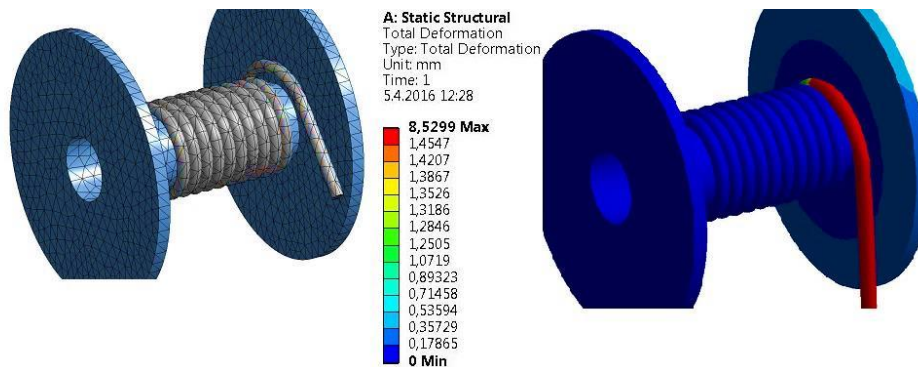 A: Static Structural
Total Deformation
Type: Total Deformation
Unit: mm
Time: 1
5.4.2016 12:28
8,5299 Max
1,4547
1,4207
1,3867
1,3526
1,3186
1,2846
1,2505
1,0719
0,89323
0,71458
0,53594
0,35729
0,17865
0 Min